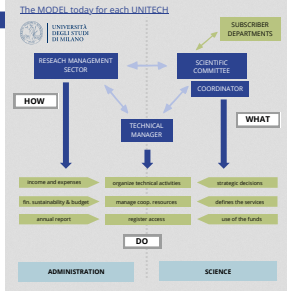 The MODEL today for each UNITECH
UNIVERSITÀ
DEGLI STUDI
DI MILANO
SUBSCRIBER
DEPARTMENTS
RESEACH MANAGEMENT
SECTOR
SCIENTIFIC
COMMITTEE
COORDINATOR
HOW
WHAT
TECHNICAL
MANAGER
income and expenses
organize technical activities
strategic decisions
fin. sustainability & budget
manage coop. resources
defines the services
annual report
register access
use of the funds
DO
ADMINISTRATION
SCIENCE